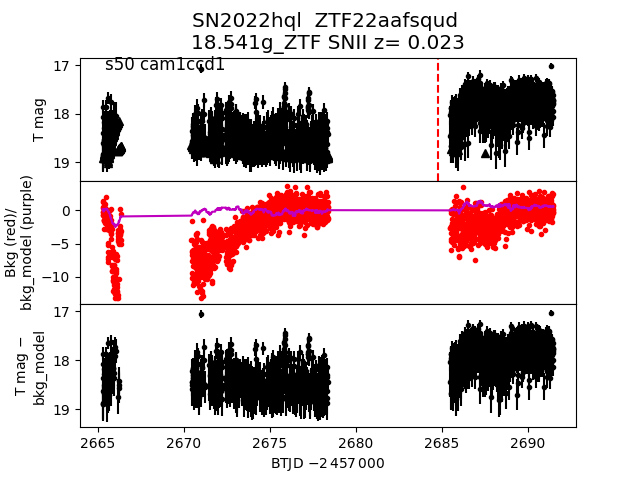 SN2022hql  ZTF22aafsqud
18.541g_ZTF SNII z= 0.023
s50 cam1ccd1
17
18
19
T mag
0
−5
−10
Bkg (red)/
bkg_model (purple)
17
18
19
T mag −
bkg_model
2665
2670
2675
2680
2685
2690
BTJD −2 457 000